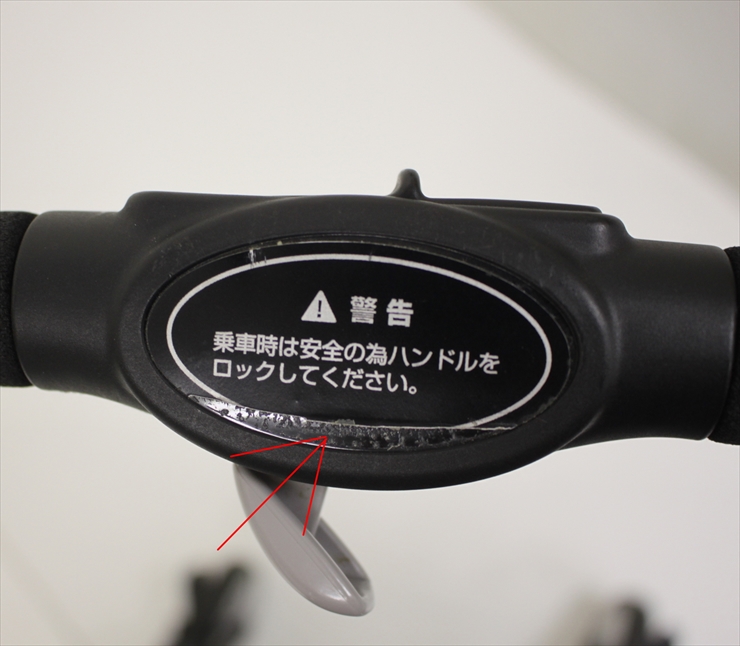 警告
乗車時は安全の為ハンドルを
ロックしてください。